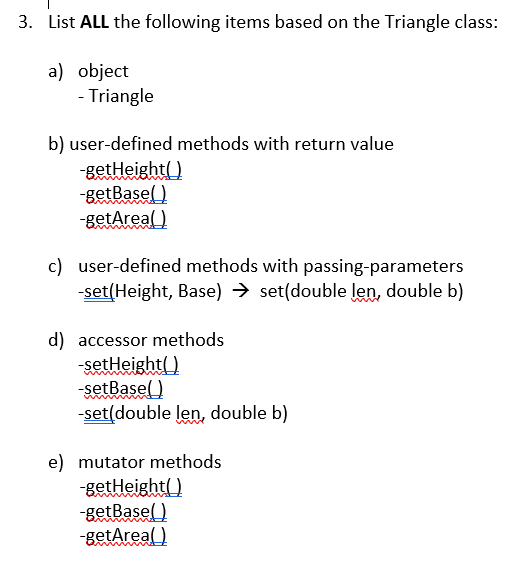 3. List ALL the following items based on the Triangle class:
a) object
- Triangle
b) user-defined methods with return value
-getHeight( )
-getBase( )
-getArea( )
c) user-defined methods with passing-parameters
-set(Height, Base) → set(double len, double b)
d) accessor methods
-setHeight( )
-setBase( )
-set(double len, double b)
e) mutator methods
-getHeight( )
-getBase( )
-getArea( )